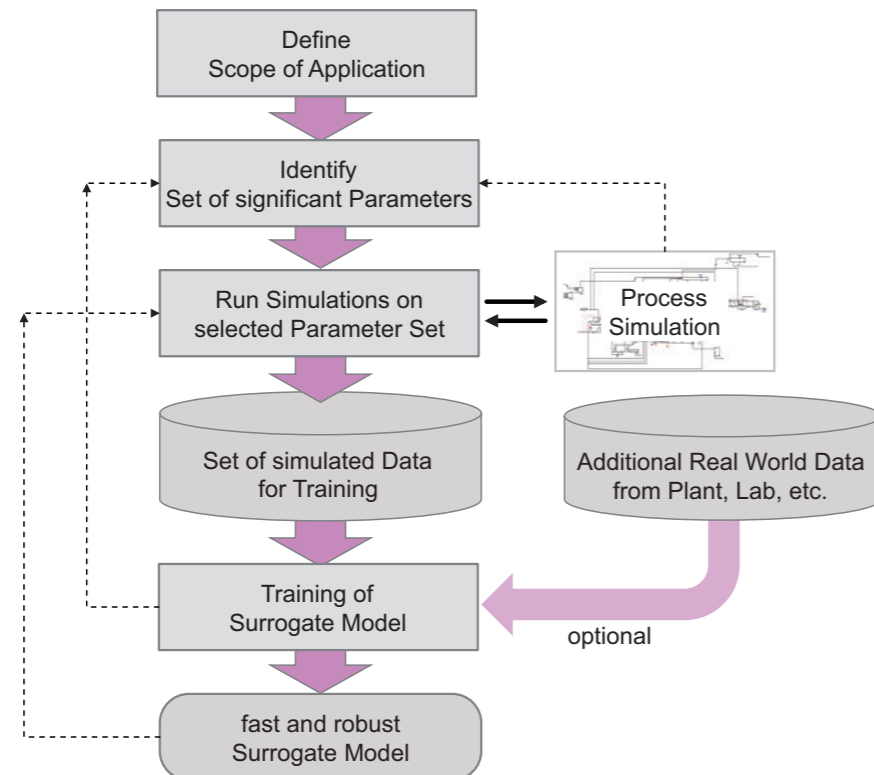 Define
Scope of Application
Identify
Set of significant Parameters
Run Simulations on
selected Parameter Set
Process
Simulation
Set of simulated Data
for Training
Additional Real World Data
from Plant, Lab, etc.
Training of
Surrogate Model
optional
fast and robust
Surrogate Model